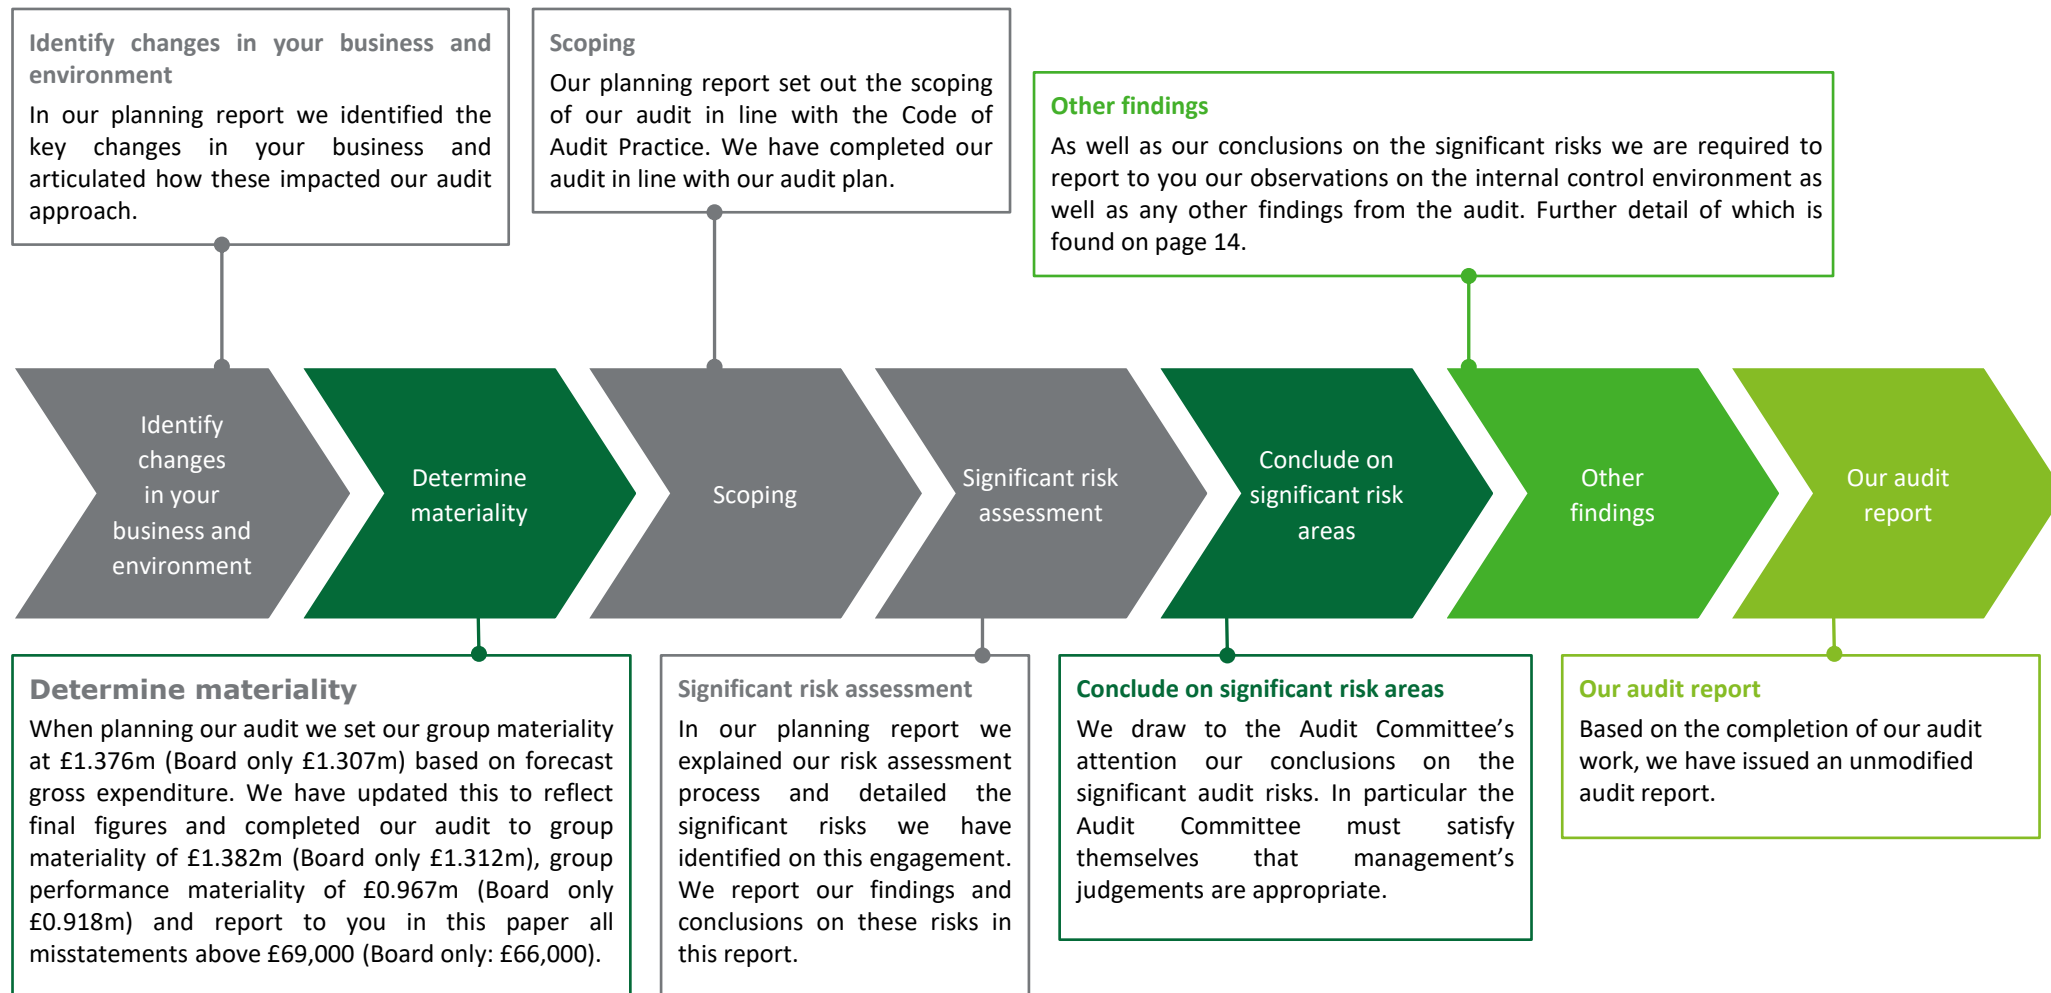 Identify changes in your business and
environment
In our planning report we identified the
key changes in your business and
articulated how these impacted our audit
approach.
Scoping
Our planning report set out the scoping
of our audit in line with the Code of
Audit Practice. We have completed our
audit in line with our audit plan.
Other findings
As well as our conclusions on the significant risks we are required to
report to you our observations on the internal control environment as
well as any other findings from the audit. Further detail of which is
found on page 14.
Identify
changes
in your
business and
environment
Determine
materiality
Scoping
Significant risk
assessment
Conclude on
significant risk
areas
Other
findings
Our audit
report
Determine materiality
When planning our audit we set our group materiality
at £1.376m (Board only £1.307m) based on forecast
gross expenditure. We have updated this to reflect
final figures and completed our audit to group
materiality of £1.382m (Board only £1.312m), group
performance materiality of £0.967m (Board only
£0.918m) and report to you in this paper all
misstatements above £69,000 (Board only: £66,000).
Significant risk assessment
In our planning report we
explained our risk assessment
process and detailed the
significant risks we have
identified on this engagement.
We report our findings and
conclusions on these risks in
this report.
Conclude on significant risk areas
We draw to the Audit Committee’s
attention our conclusions on the
significant audit risks. In particular the
Audit Committee must satisfy
themselves that management’s
judgements are appropriate.
Our audit report
Based on the completion of our audit
work, we have issued an unmodified
audit report.